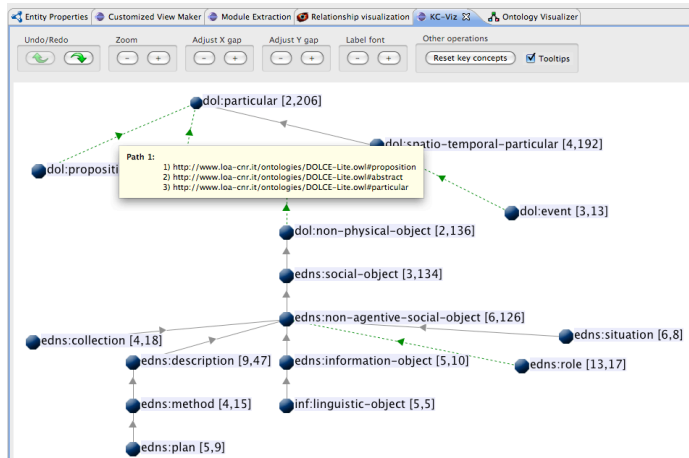 Entity Properties Customized View Maker Module Extraction Relationship visualization KC-Viz Ontology Visualizer
Undo/Redo Zoom Adjust X gap Adjust Y gap Label font Other operations
- + - + - + - + Reset key concepts Tooltips
dol:particular [2,206]
dol:spatio-temporal-particular [4,192]
Path 1:
dol:propositi
1) http://www.loa-cnr.it/ontologies/DOLCE-Lite.owl#proposition
2) http://www.loa-cnr.it/ontologies/DOLCE-Lite.owl#abstract
3) http://www.loa-cnr.it/ontologies/DOLCE-Lite.owl#particular
dol:event [3,13]
dol:non-physical-object [2,136]
edns:social-object [3,134]
edns:non-agentive-social-object [6,126]
edns:situation [6,8]
edns:collection [4,18]
edns:description [9,47]
edns:information-object [5,10]
edns:role [13,17]
edns:method [4,15]
inf:linguistic-object [5,5]
edns:plan [5,9]